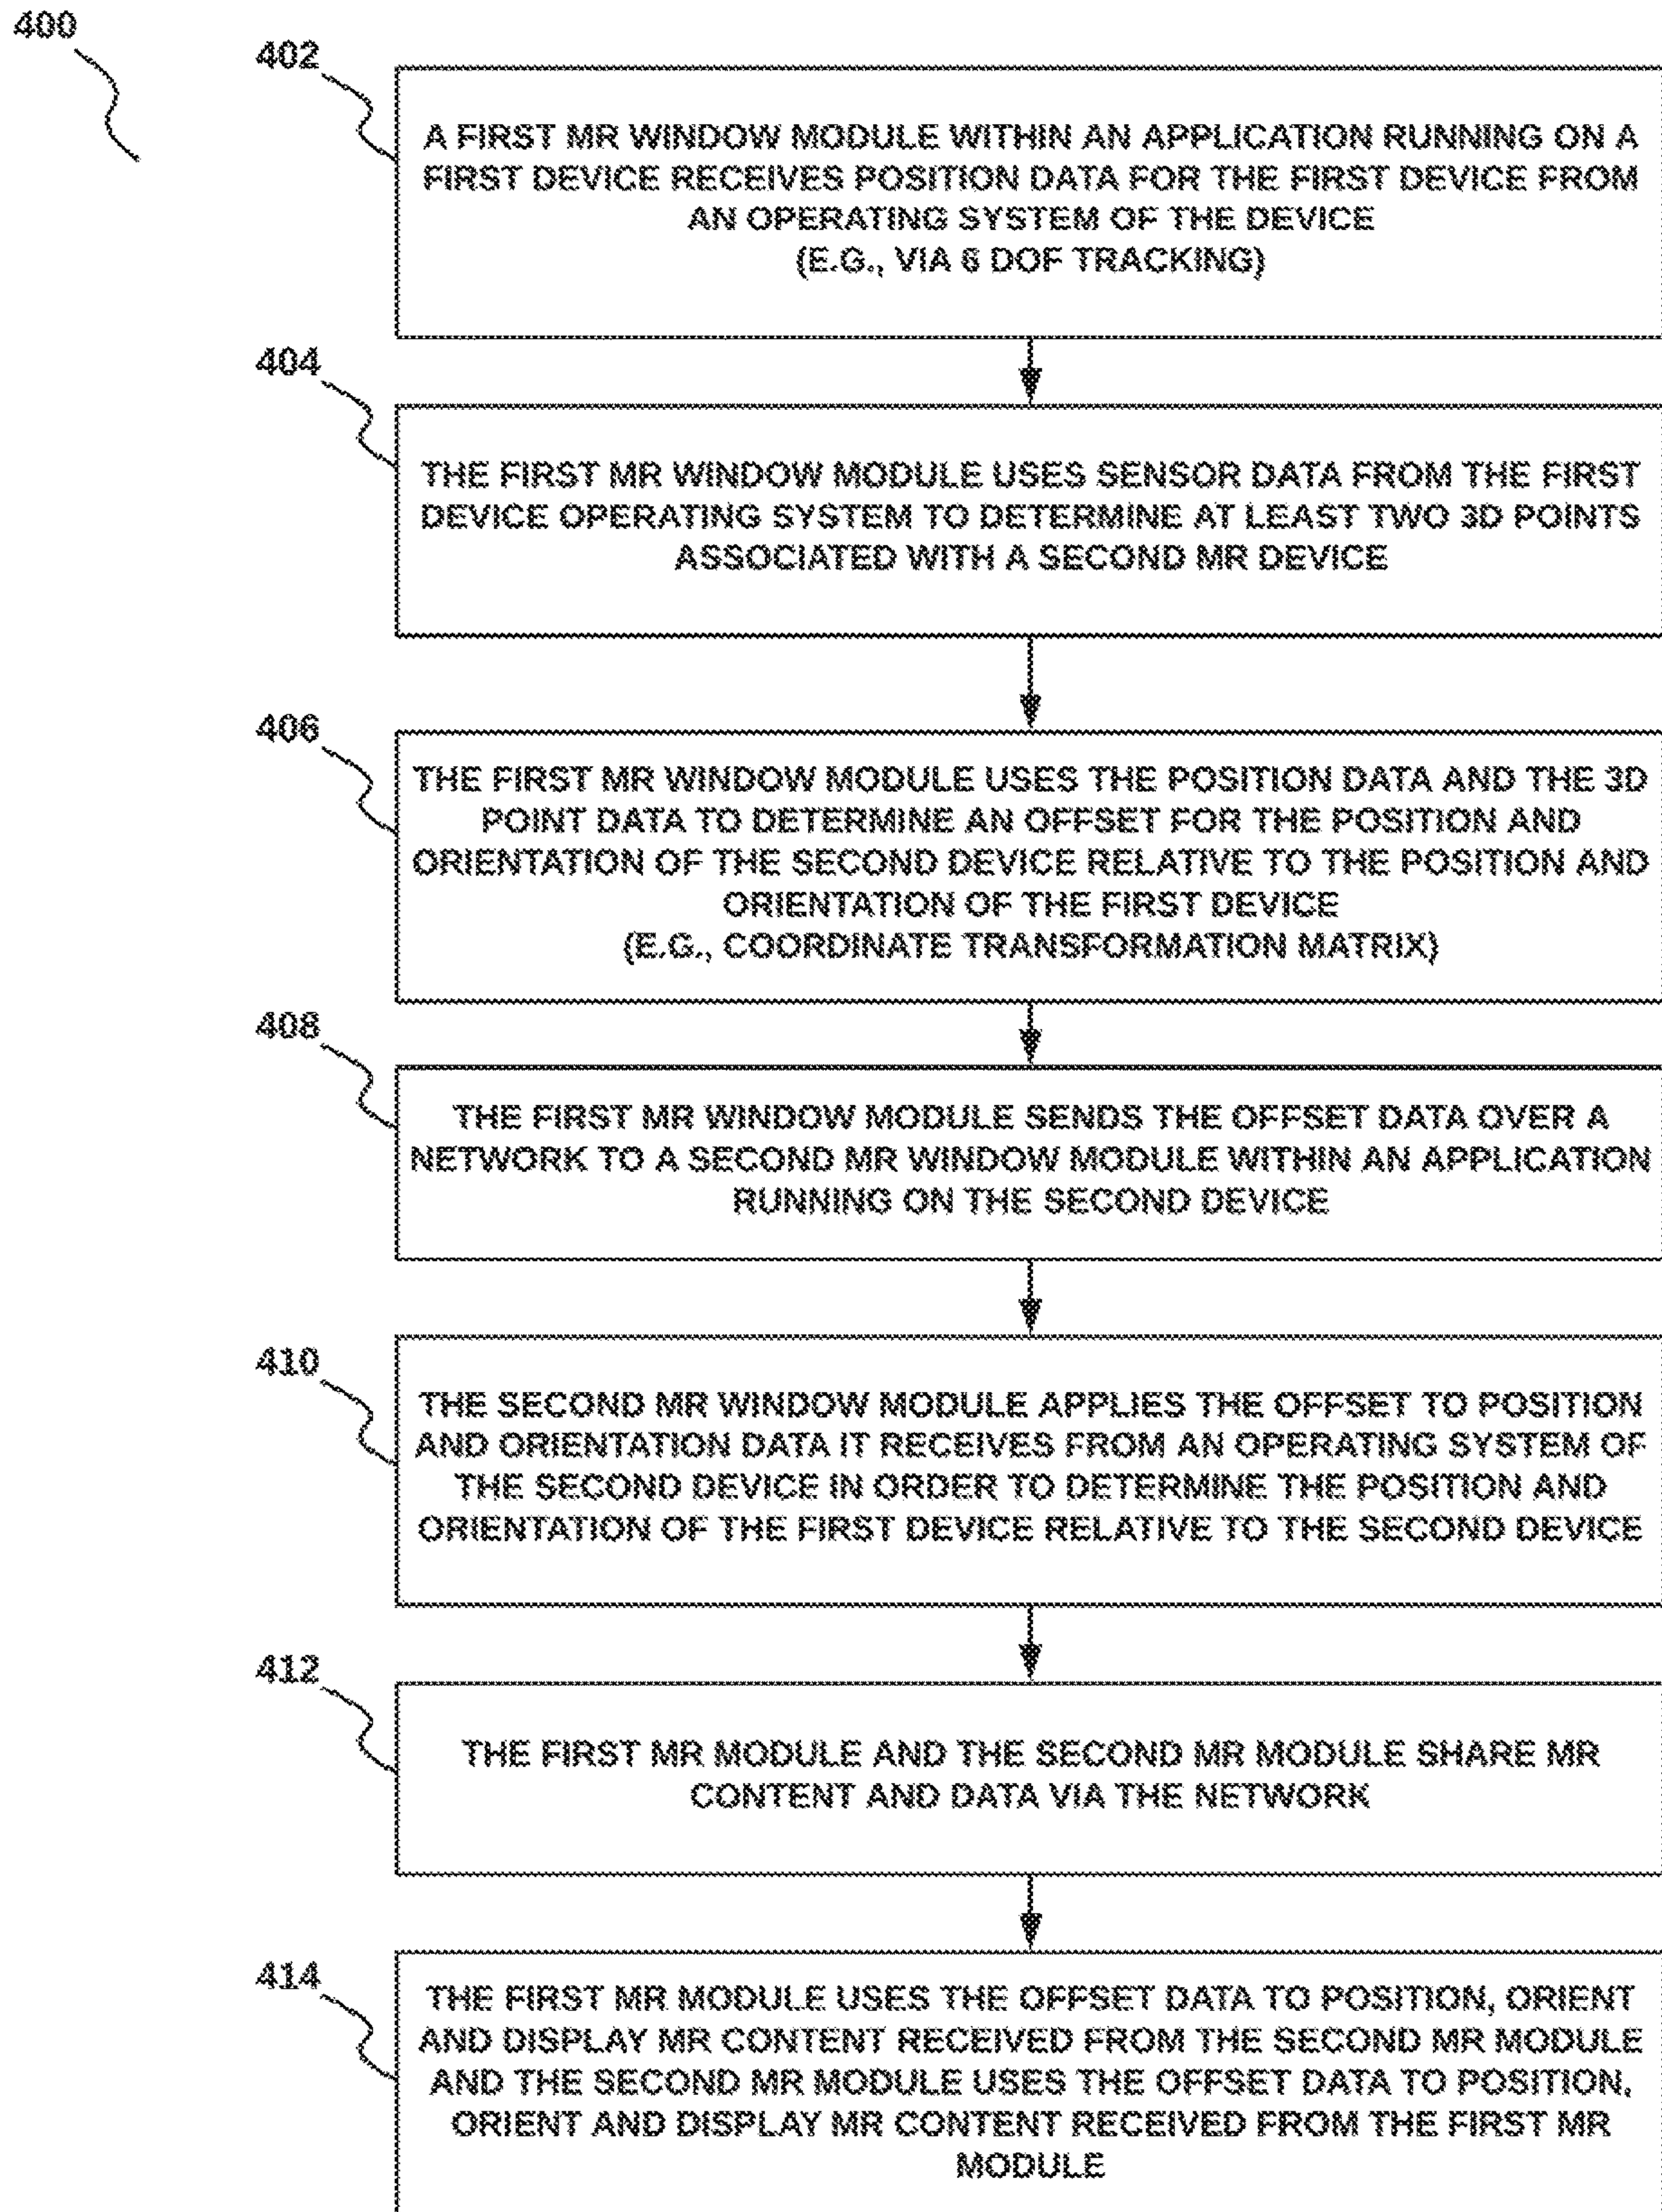 400
402
A FIRST MR WINDOW MODULE WITHIN AN APPLICATION RUNNING ON A
FIRST DEVICE RECEIVES POSITION DATA FOR THE FIRST DEVICE FROM
AN OPERATING SYSTEM OF THE DEVICE
(E.G., VIA 6 DOF TRACKING)
404
THE FIRST MR WINDOW MODULE USES SENSOR DATA FROM THE FIRST
DEVICE OPERATING SYSTEM TO DETERMINE AT LEAST TWO 3D POINTS
ASSOCIATED WITH A SECOND MR DEVICE
406
THE FIRST MR WINDOW MODULE USES THE POSITION DATA AND THE 3D
POINT DATA TO DETERMINE AN OFFSET FOR THE POSITION AND
ORIENTATION OF THE SECOND DEVICE RELATIVE TO THE POSITION AND
ORIENTATION OF THE FIRST DEVICE
(E.G., COORDINATE TRANSFORMATION MATRIX)
408
THE FIRST MR WINDOW MODULE SENDS THE OFFSET DATA OVER A
NETWORK TO A SECOND MR WINDOW MODULE WITHIN AN APPLICATION
RUNNING ON THE SECOND DEVICE
410
THE SECOND MR WINDOW MODULE APPLIES THE OFFSET TO POSITION
AND ORIENTATION DATA IT RECEIVES FROM AN OPERATING SYSTEM OF
THE SECOND DEVICE IN ORDER TO DETERMINE THE POSITION AND
ORIENTATION OF THE FIRST DEVICE RELATIVE TO THE SECOND DEVICE
412
THE FIRST MR MODULE AND THE SECOND MR MODULE SHARE MR
CONTENT AND DATA VIA THE NETWORK
414
THE FIRST MR MODULE USES THE OFFSET DATA TO POSITION, ORIENT
AND DISPLAY MR CONTENT RECEIVED FROM THE SECOND MR MODULE
AND THE SECOND MR MODULE USES THE OFFSET DATA TO POSITION,
ORIENT AND DISPLAY MR CONTENT RECEIVED FROM THE FIRST MR
MODULE